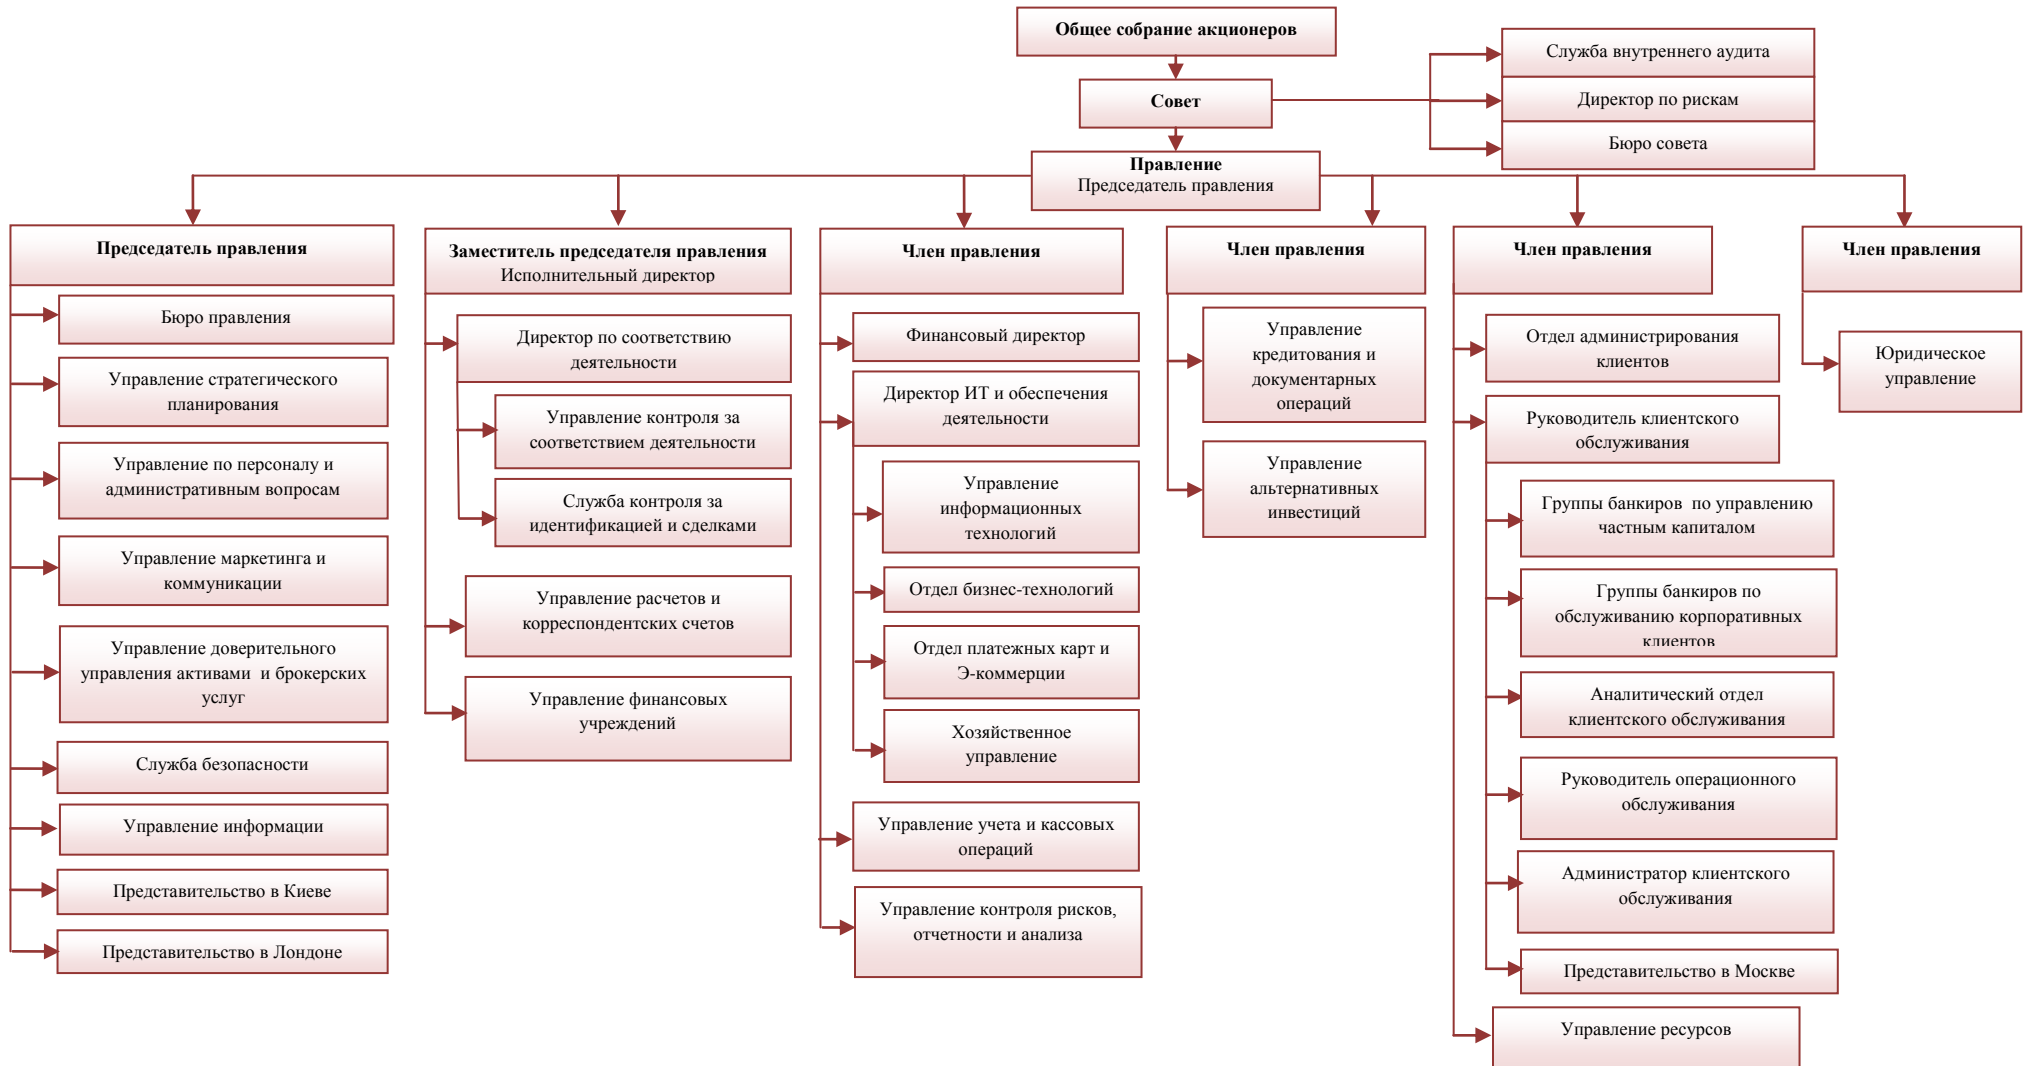 Общее собрание акционеров
Совет
Служба внутреннего аудита
Директор по рискам
Бюро совета
Правление
Председатель правления
Председатель правления
Бюро правления
Управление стратегического
планирования
Управление по персоналу и
административным вопросам
Управление маркетинга и
коммуникации
Управление доверительного
управления активами и брокерских
услуг
Служба безопасности
Управление информации
Представительство в Киеве
Представительство в Лондоне
Заместитель председателя правления
Исполнительный директор
Директор по соответствию
деятельности
Управление контроля за
соответствием деятельности
Служба контроля за
идентификацией и сделками
Управление расчетов и
корреспондентских счетов
Управление финансовых
учреждений
Член правления
Финансовый директор
Директор ИТ и обеспечения
деятельности
Управление
информационных
технологий
Отдел бизнес-технологий
Отдел платежных карт и
Э-коммерции
Хозяйственное
управление
Управление учета и кассовых
операций
Управление контроля рисков,
отчетности и анализа
Член правления
Управление
кредитования и
документарных
операций
Управление
альтернативных
инвестиций
Член правления
Отдел администрирования
клиентов
Руководитель клиентского
обслуживания
Группы банкиров по управлению
частным капиталом
Группы банкиров по
обслуживанию корпоративных
клиентов
Аналитический отдел
клиентского обслуживания
Руководитель операционного
обслуживания
Администратор клиентского
обслуживания
Представительство в Москве
Управление ресурсов
Член правления
Юридическое
управление